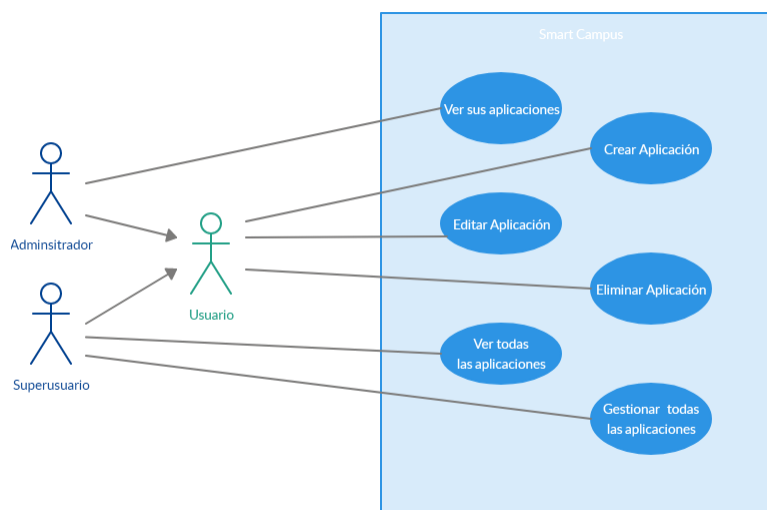 Smart Campus
Ver sus aplicaciones
Crear Aplicación
Adminsitrador
Editar Aplicación
Eliminar Aplicación
Usuario
Ver todas
las aplicaciones
Superusuario
Gestionar todas
las aplicaciones